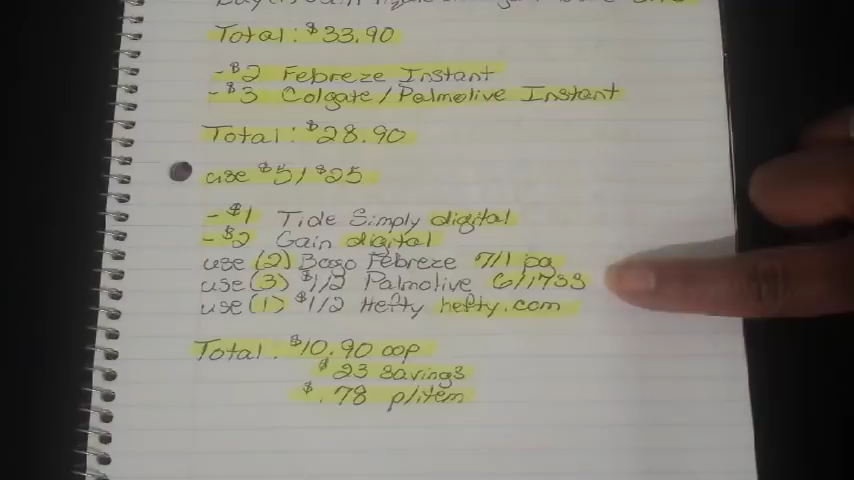 Total: $33.90
-$2 Febreze Instant
-$3 Colgate/Palmolive Instant
Total: $28.90
use $5/$25
-$1 Tide Simply digital
-$2 Gain digital
use (2) Bogo Febreze 7/1 pg
use (3) $1/2 Palmolive 6/17SS
use (1) $1/2 Hefty hefty.com
Total: $10.90 oop
$23 savings
$.78 p/item